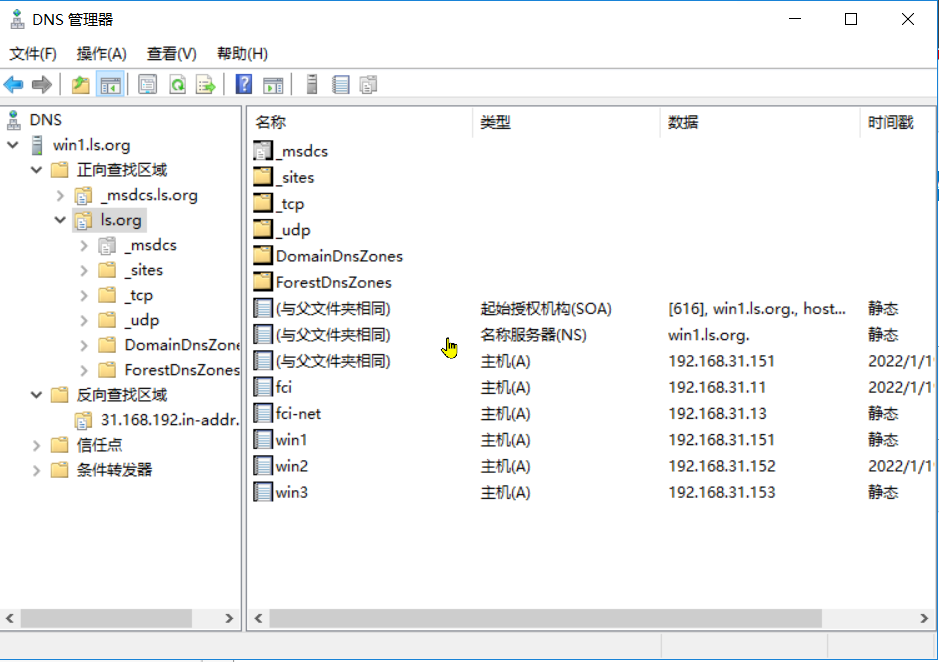 DNS 管理器
文件(F) 操作(A) 查看(V) 帮助(H)
DNS
win1.ls.org
正向查找区域
_msdcs.ls.org
ls.org
_msdcs
_sites
_tcp
_udp
DomainDnsZone
ForestDnsZones
反向查找区域
31.168.192.in-addr.
信任点
条件转发器
名称 类型 数据 时间戳
_msdcs
_sites
_tcp
_udp
DomainDnsZones
ForestDnsZones
(与父文件夹相同) 起始授权机构(SOA) [616], win1.ls.org., host... 静态
(与父文件夹相同) 名称服务器(NS) win1.ls.org. 静态
(与父文件夹相同) 主机(A) 192.168.31.151 2022/1/1
fci 主机(A) 192.168.31.11 2022/1/1
fci-net 主机(A) 192.168.31.13 静态
win1 主机(A) 192.168.31.151 静态
win2 主机(A) 192.168.31.152 2022/1/1
win3 主机(A) 192.168.31.153 静态